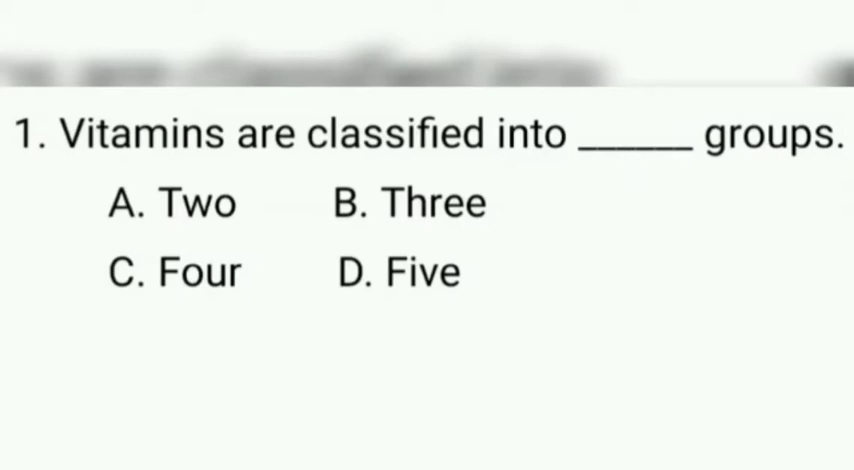 1. Vitamins are classified into ______ groups.
A. Two B. Three
C. Four D. Five